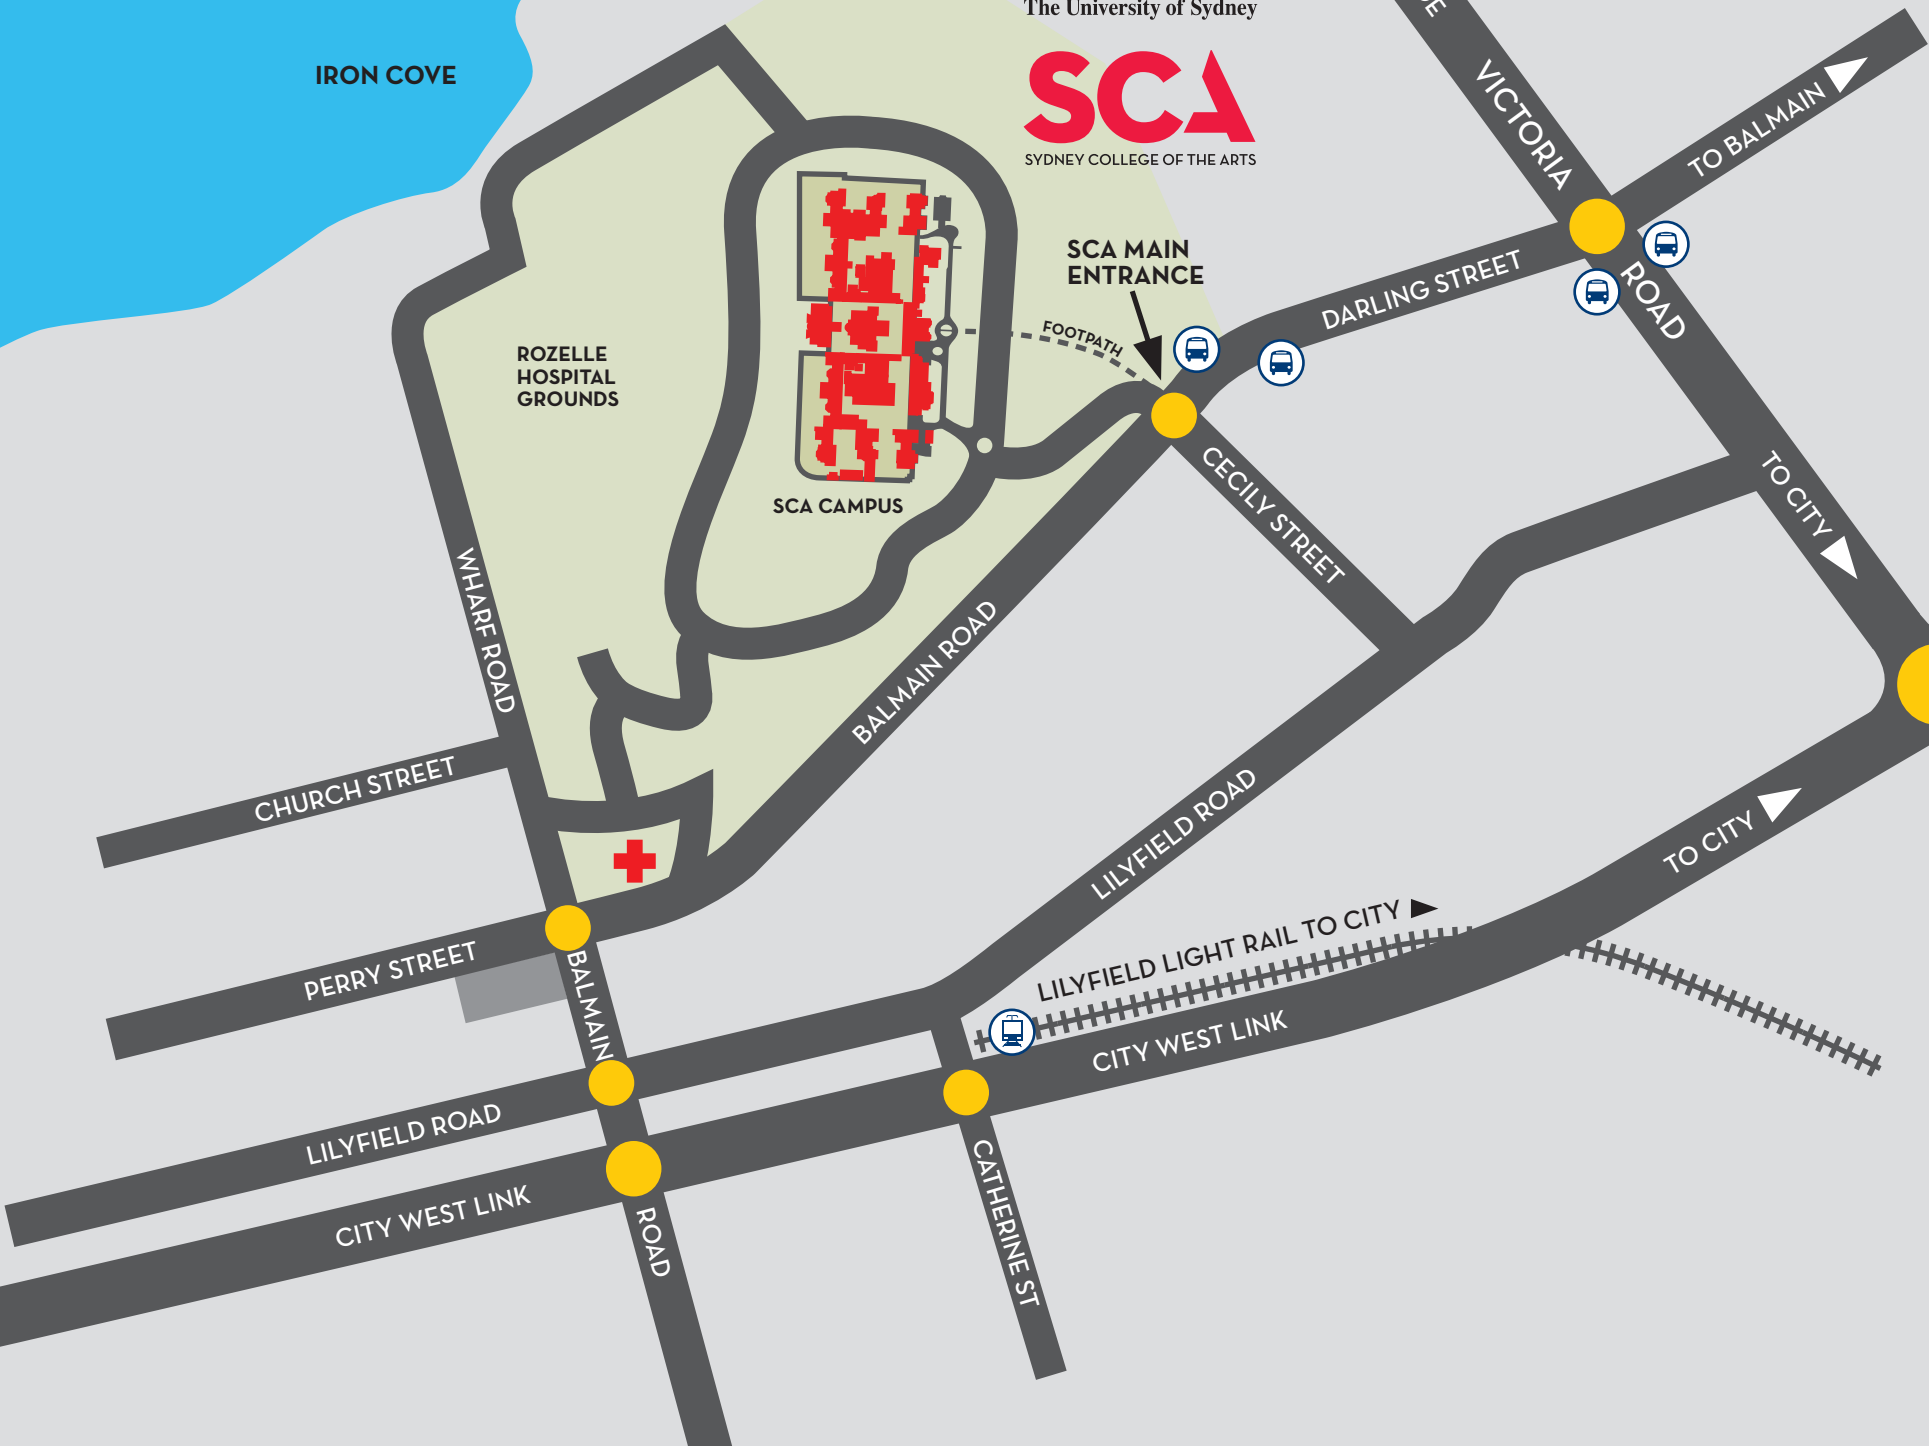 The University of Sydney
SCA
SYDNEY COLLEGE OF THE ARTS
IRON COVE
VICTORIA
ROAD
TO BALMAIN
SCA MAIN
ENTRANCE
DARLING STREET
FOOTPATH
ROZELLE
HOSPITAL
GROUNDS
SCA CAMPUS
CECILY STREET
TO CITY
WHARF ROAD
BALMAIN ROAD
CHURCH STREET
LILYFIELD ROAD
TO CITY
PERRY STREET
BALMAIN
ROAD
LILYFIELD LIGHT RAIL TO CITY
CITY WEST LINK
LILYFIELD ROAD
CITY WEST LINK
CATHERINE ST